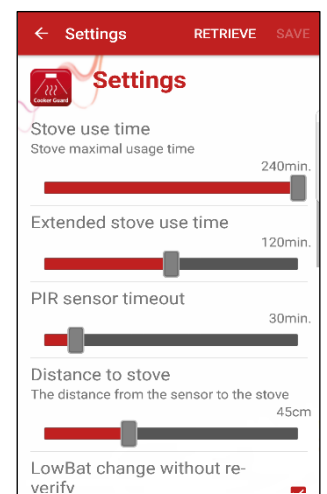 Settings RETRIEVE SAVE
Settings
Cooker Guard
Stove use time
Stove maximal usage time
240min.
Extended stove use time
120min.
PIR sensor timeout
30min.
Distance to stove
The distance from the sensor to the stove
45cm
LowBat change without re-
verify